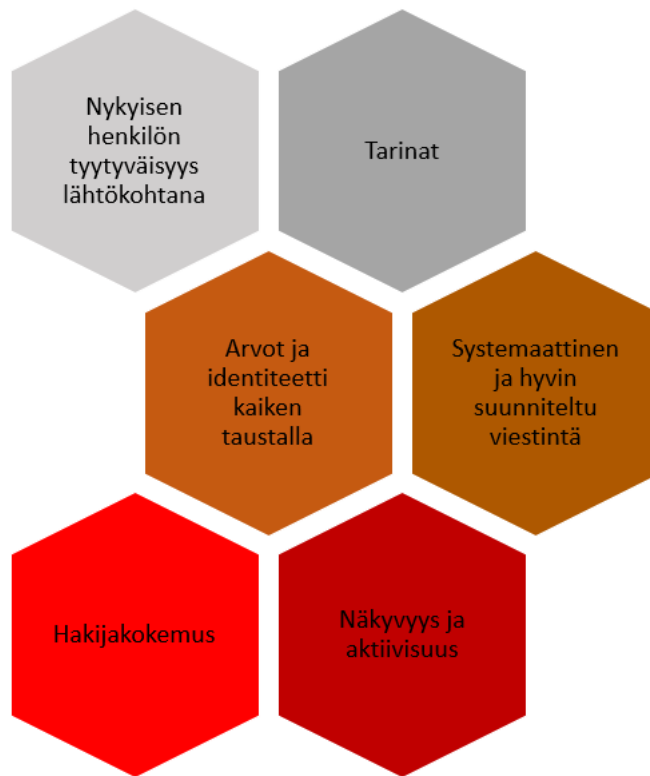 Nykyisen
henkilön
tyytyväisyys
lähtökohtana
Tarinat
Arvot ja
identiteetti
kaiken
taustalla
Systemaattinen
ja hyvin
suunniteltu
viestintä
Hakijakokemus
Näkyvyys ja
aktiivisuus